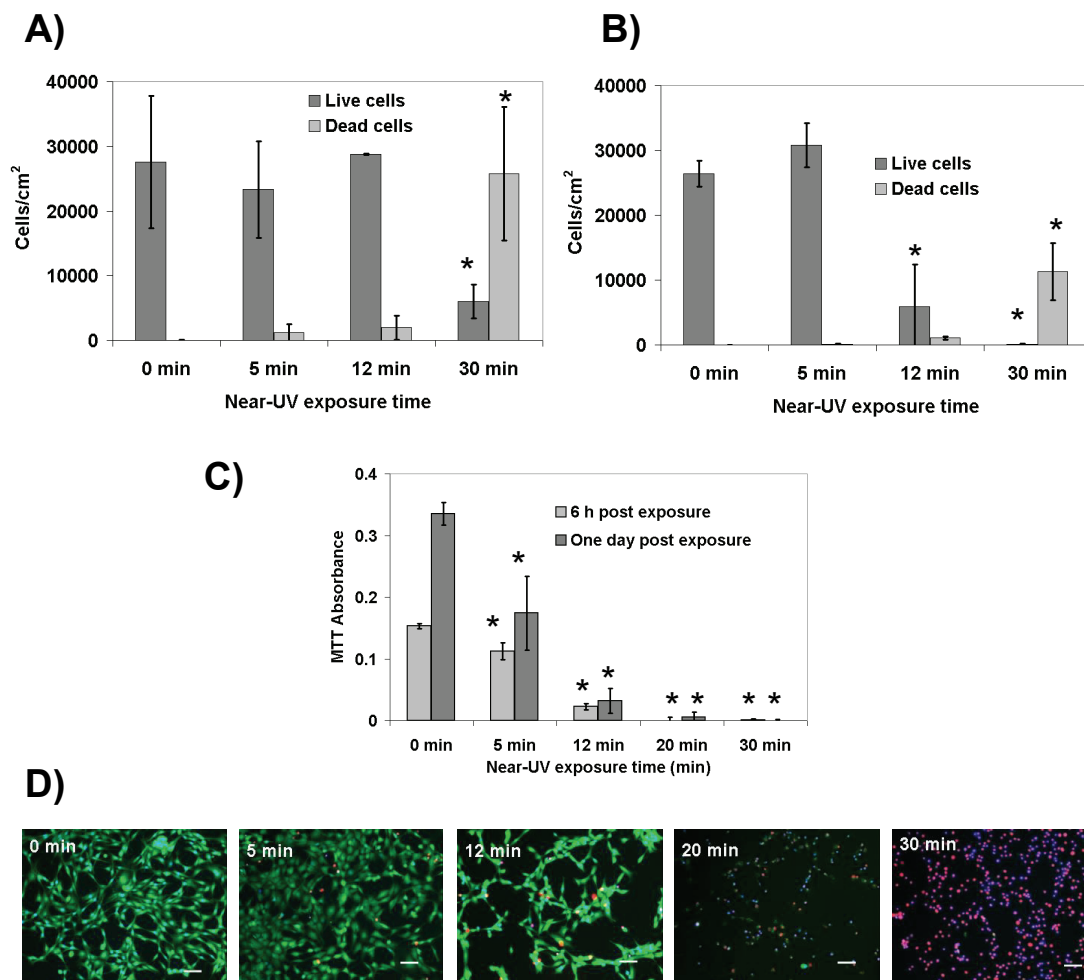 A)
40000
30000
20000
10000
0
Cells/cm²
Live cells
Dead cells
*
*
0 min
5 min
12 min
30 min
Near-UV exposure time
B)
40000
30000
20000
10000
0
Cells/cm²
Live cells
Dead cells
*
*
*
0 min
5 min
12 min
30 min
Near-UV exposure time
C)
0.4
0.3
0.2
0.1
0
MTT Absorbance
6 h post exposure
One day post exposure
*
*
* *
* *
* *
0 min
5 min
12 min
20 min
30 min
Near-UV exposure time (min)
D)
0 min
5 min
12 min
20 min
30 min